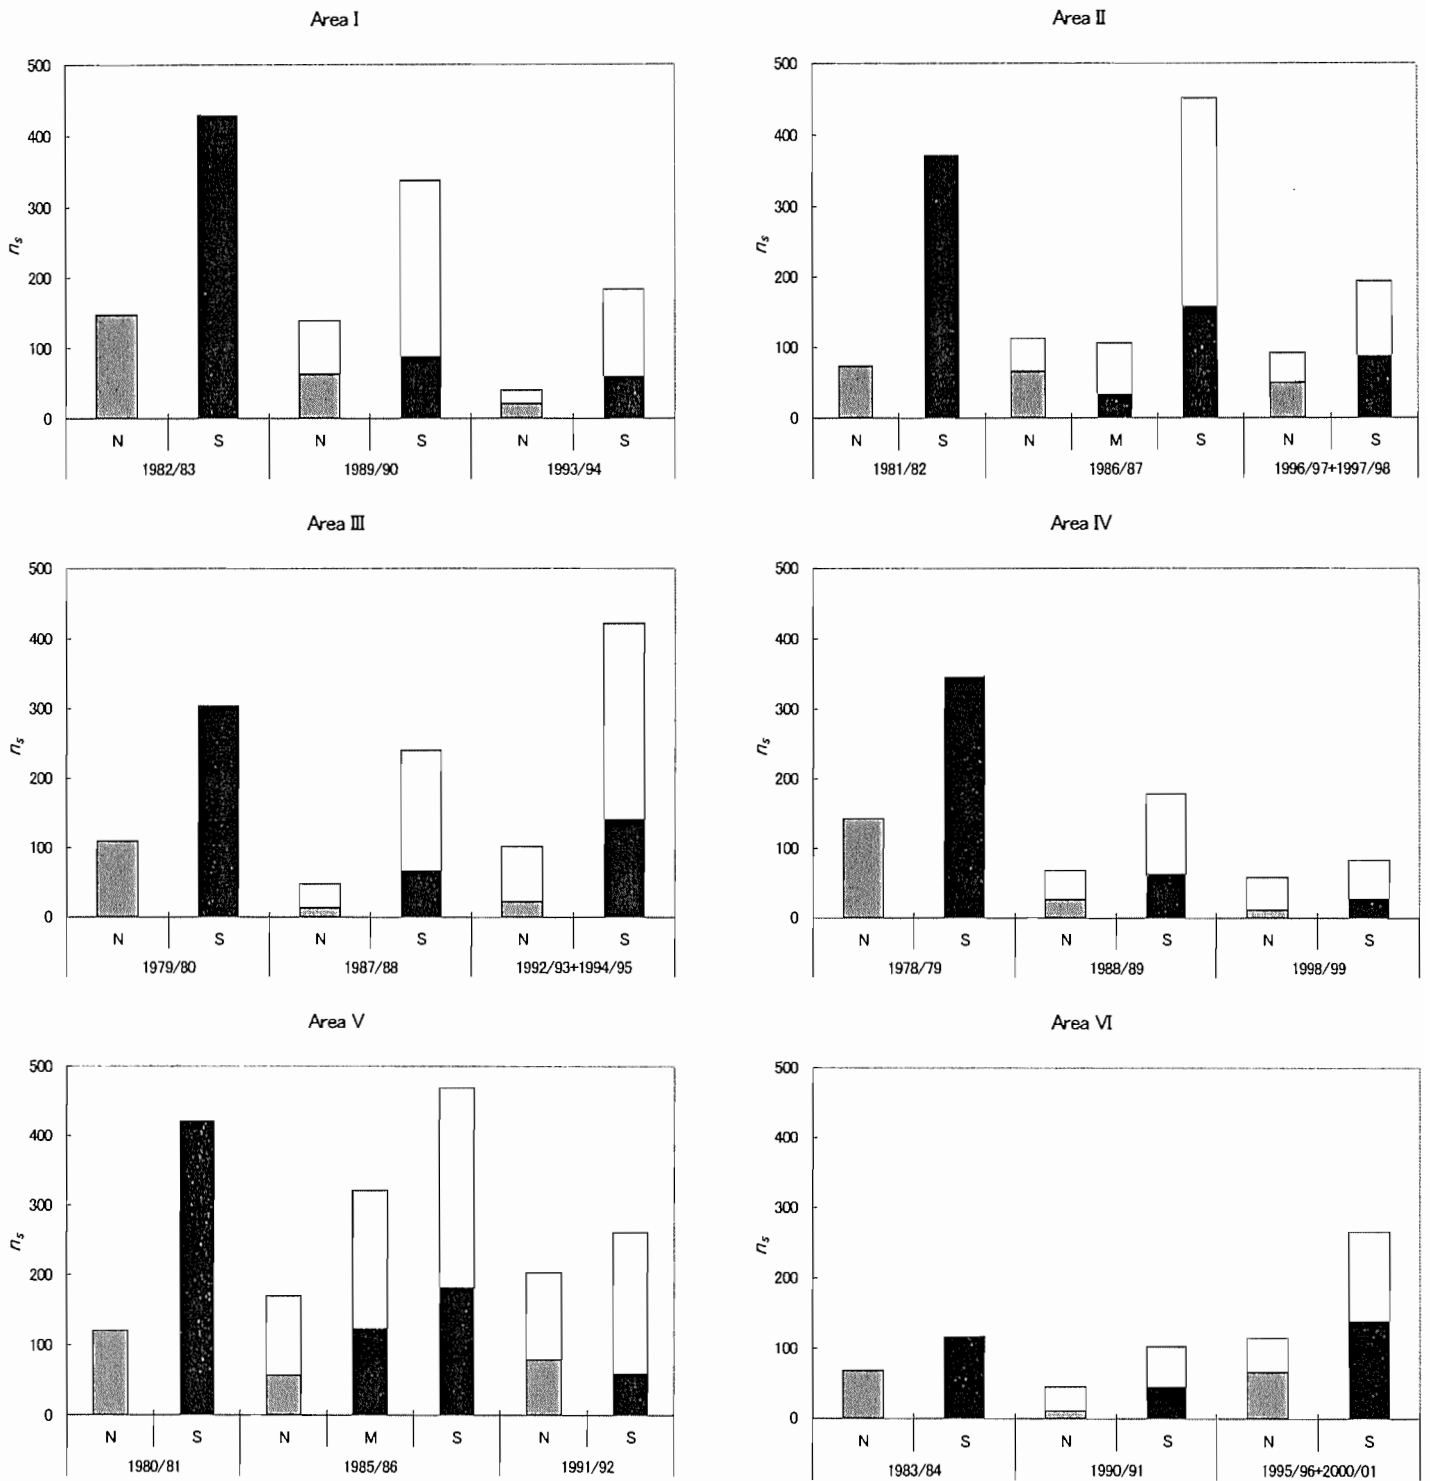 Area I
500
400
300
200
100
0
n_s
N S N S N S
1982/83 1989/90 1993/94
Area II
500
400
300
200
100
0
n_s
N S N M S N S
1981/82 1986/87 1996/97+1997/98
Area III
500
400
300
200
100
0
n_s
N S N S N S
1979/80 1987/88 1992/93+1994/95
Area IV
500
400
300
200
100
0
n_s
N S N S N S
1978/79 1988/89 1998/99
Area V
500
400
300
200
100
0
n_s
N S N M S N S
1980/81 1985/86 1991/92
Area VI
500
400
300
200
100
0
n_s
N S N S N S
1983/84 1990/91 1995/96+2000/01